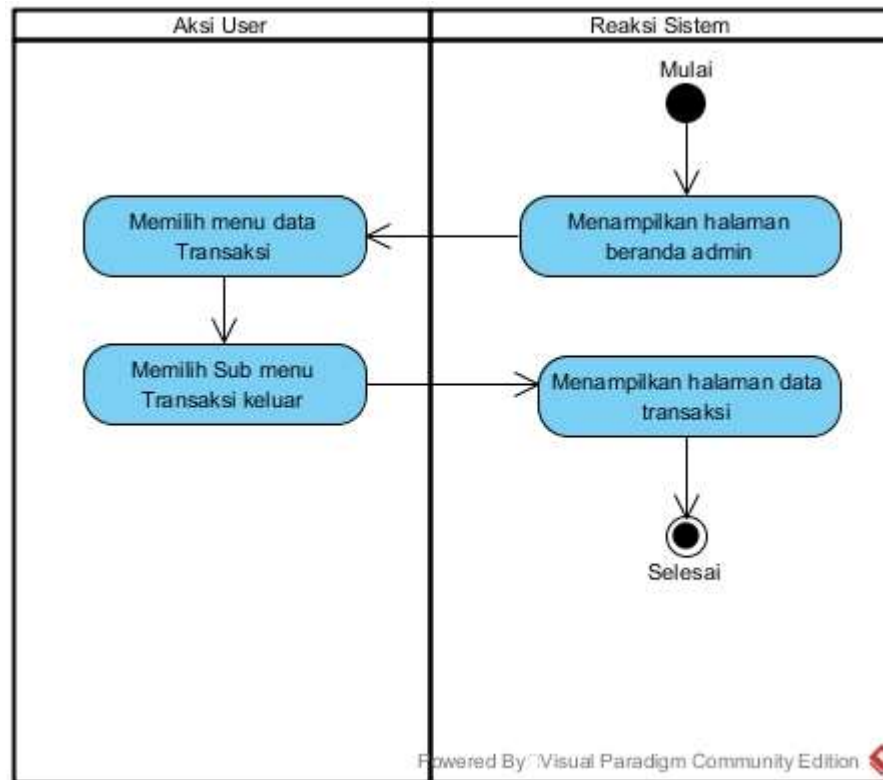 Aksi User
Reaksi Sistem
Mulai
Menampilkan halaman
beranda admin
Memilih menu data
Transaksi
Memilih Sub menu
Transaksi keluar
Menampilkan halaman data
transaksi
Selesai
Powered By Visual Paradigm Community Edition